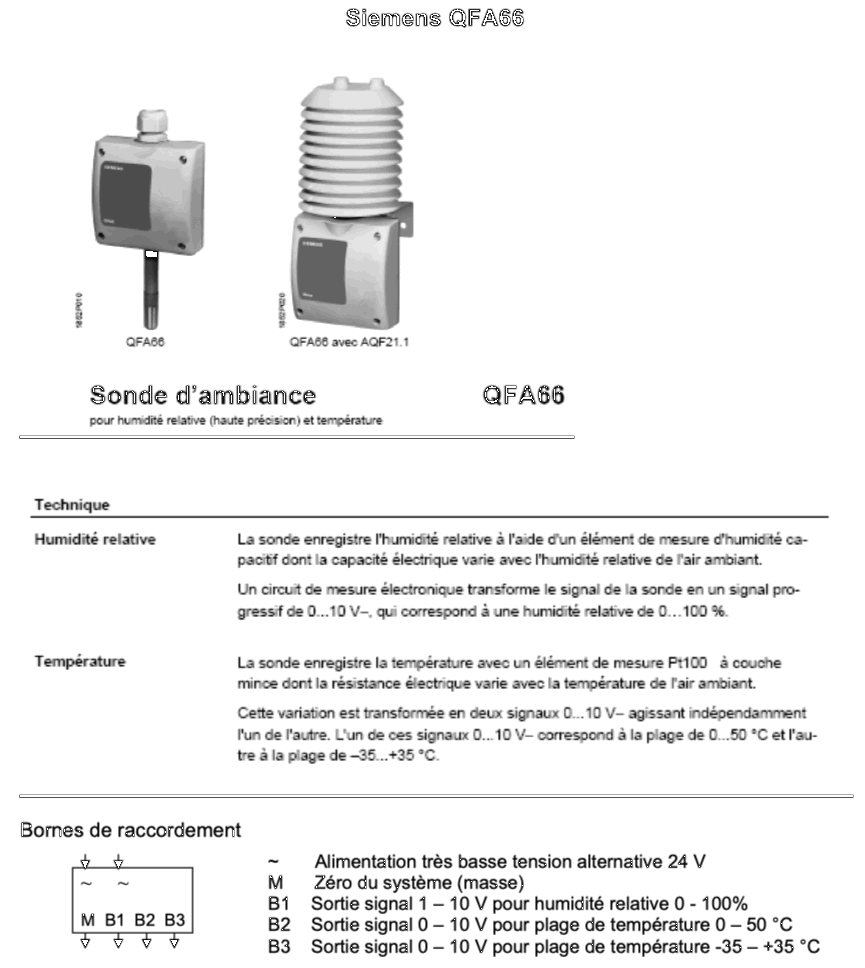 Siemens QFA66
1852P010
1852P020
QFA66
QFA66 avec AQF21.1
Sonde d'ambiance QFA66
pour humidité relative (haute précision) et température
Technique
Humidité relative
La sonde enregistre l'humidité relative à l'aide d'un élément de mesure d'humidité ca-
pacitif dont la capacité électrique varie avec l'humidité relative de l'air ambiant.
Un circuit de mesure électronique transforme le signal de la sonde en un signal pro-
gressif de 0...10 V–, qui correspond à une humidité relative de 0…100 %.
Température
La sonde enregistre la température avec un élément de mesure Pt100 à couche
mince dont la résistance électrique varie avec la température de l'air ambiant.
Cette variation est transformée en deux signaux 0...10 V– agissant indépendamment
l'un de l'autre. L'un de ces signaux 0...10 V– correspond à la plage de 0...50 °C et l'au-
tre à la plage de –35...+35 °C.
Bornes de raccordement
~ ~
M B1 B2 B3
~ Alimentation très basse tension alternative 24 V
M Zéro du système (masse)
B1 Sortie signal 1 – 10 V pour humidité relative 0 - 100%
B2 Sortie signal 0 – 10 V pour plage de température 0 – 50 °C
B3 Sortie signal 0 – 10 V pour plage de température -35 – +35 °C